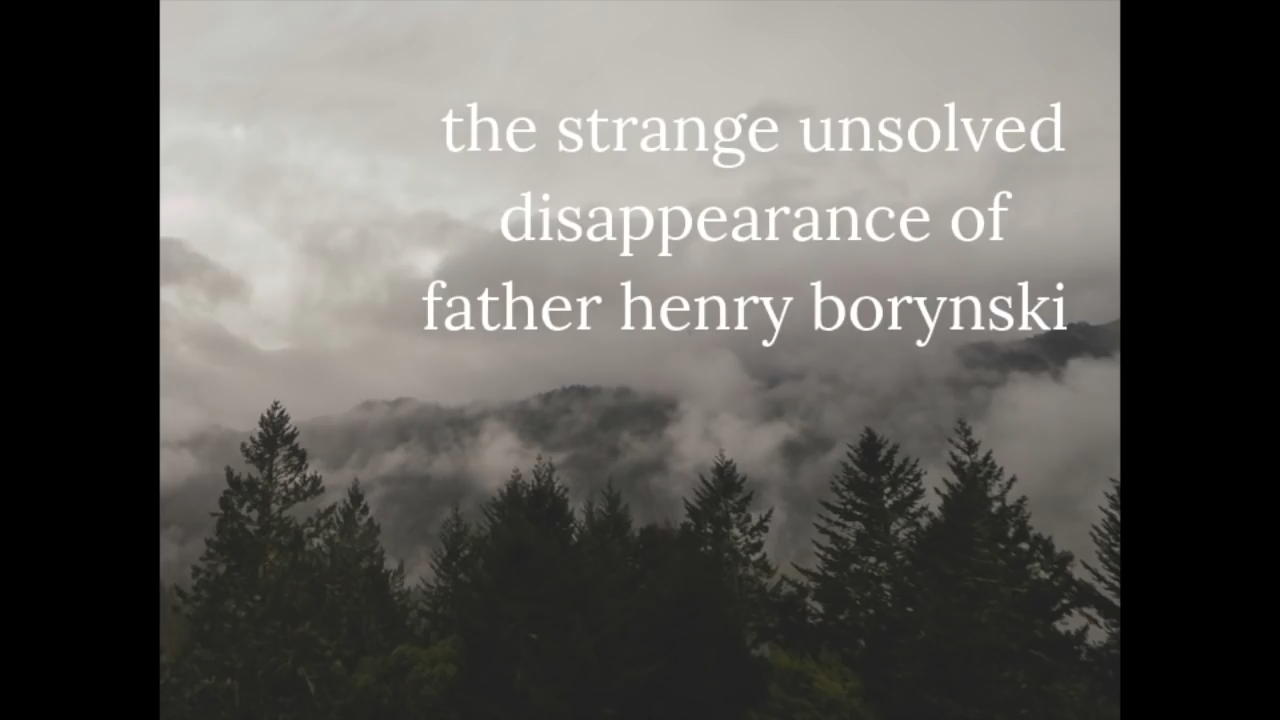 the strange unsolved
disappearance of
father henry borynski